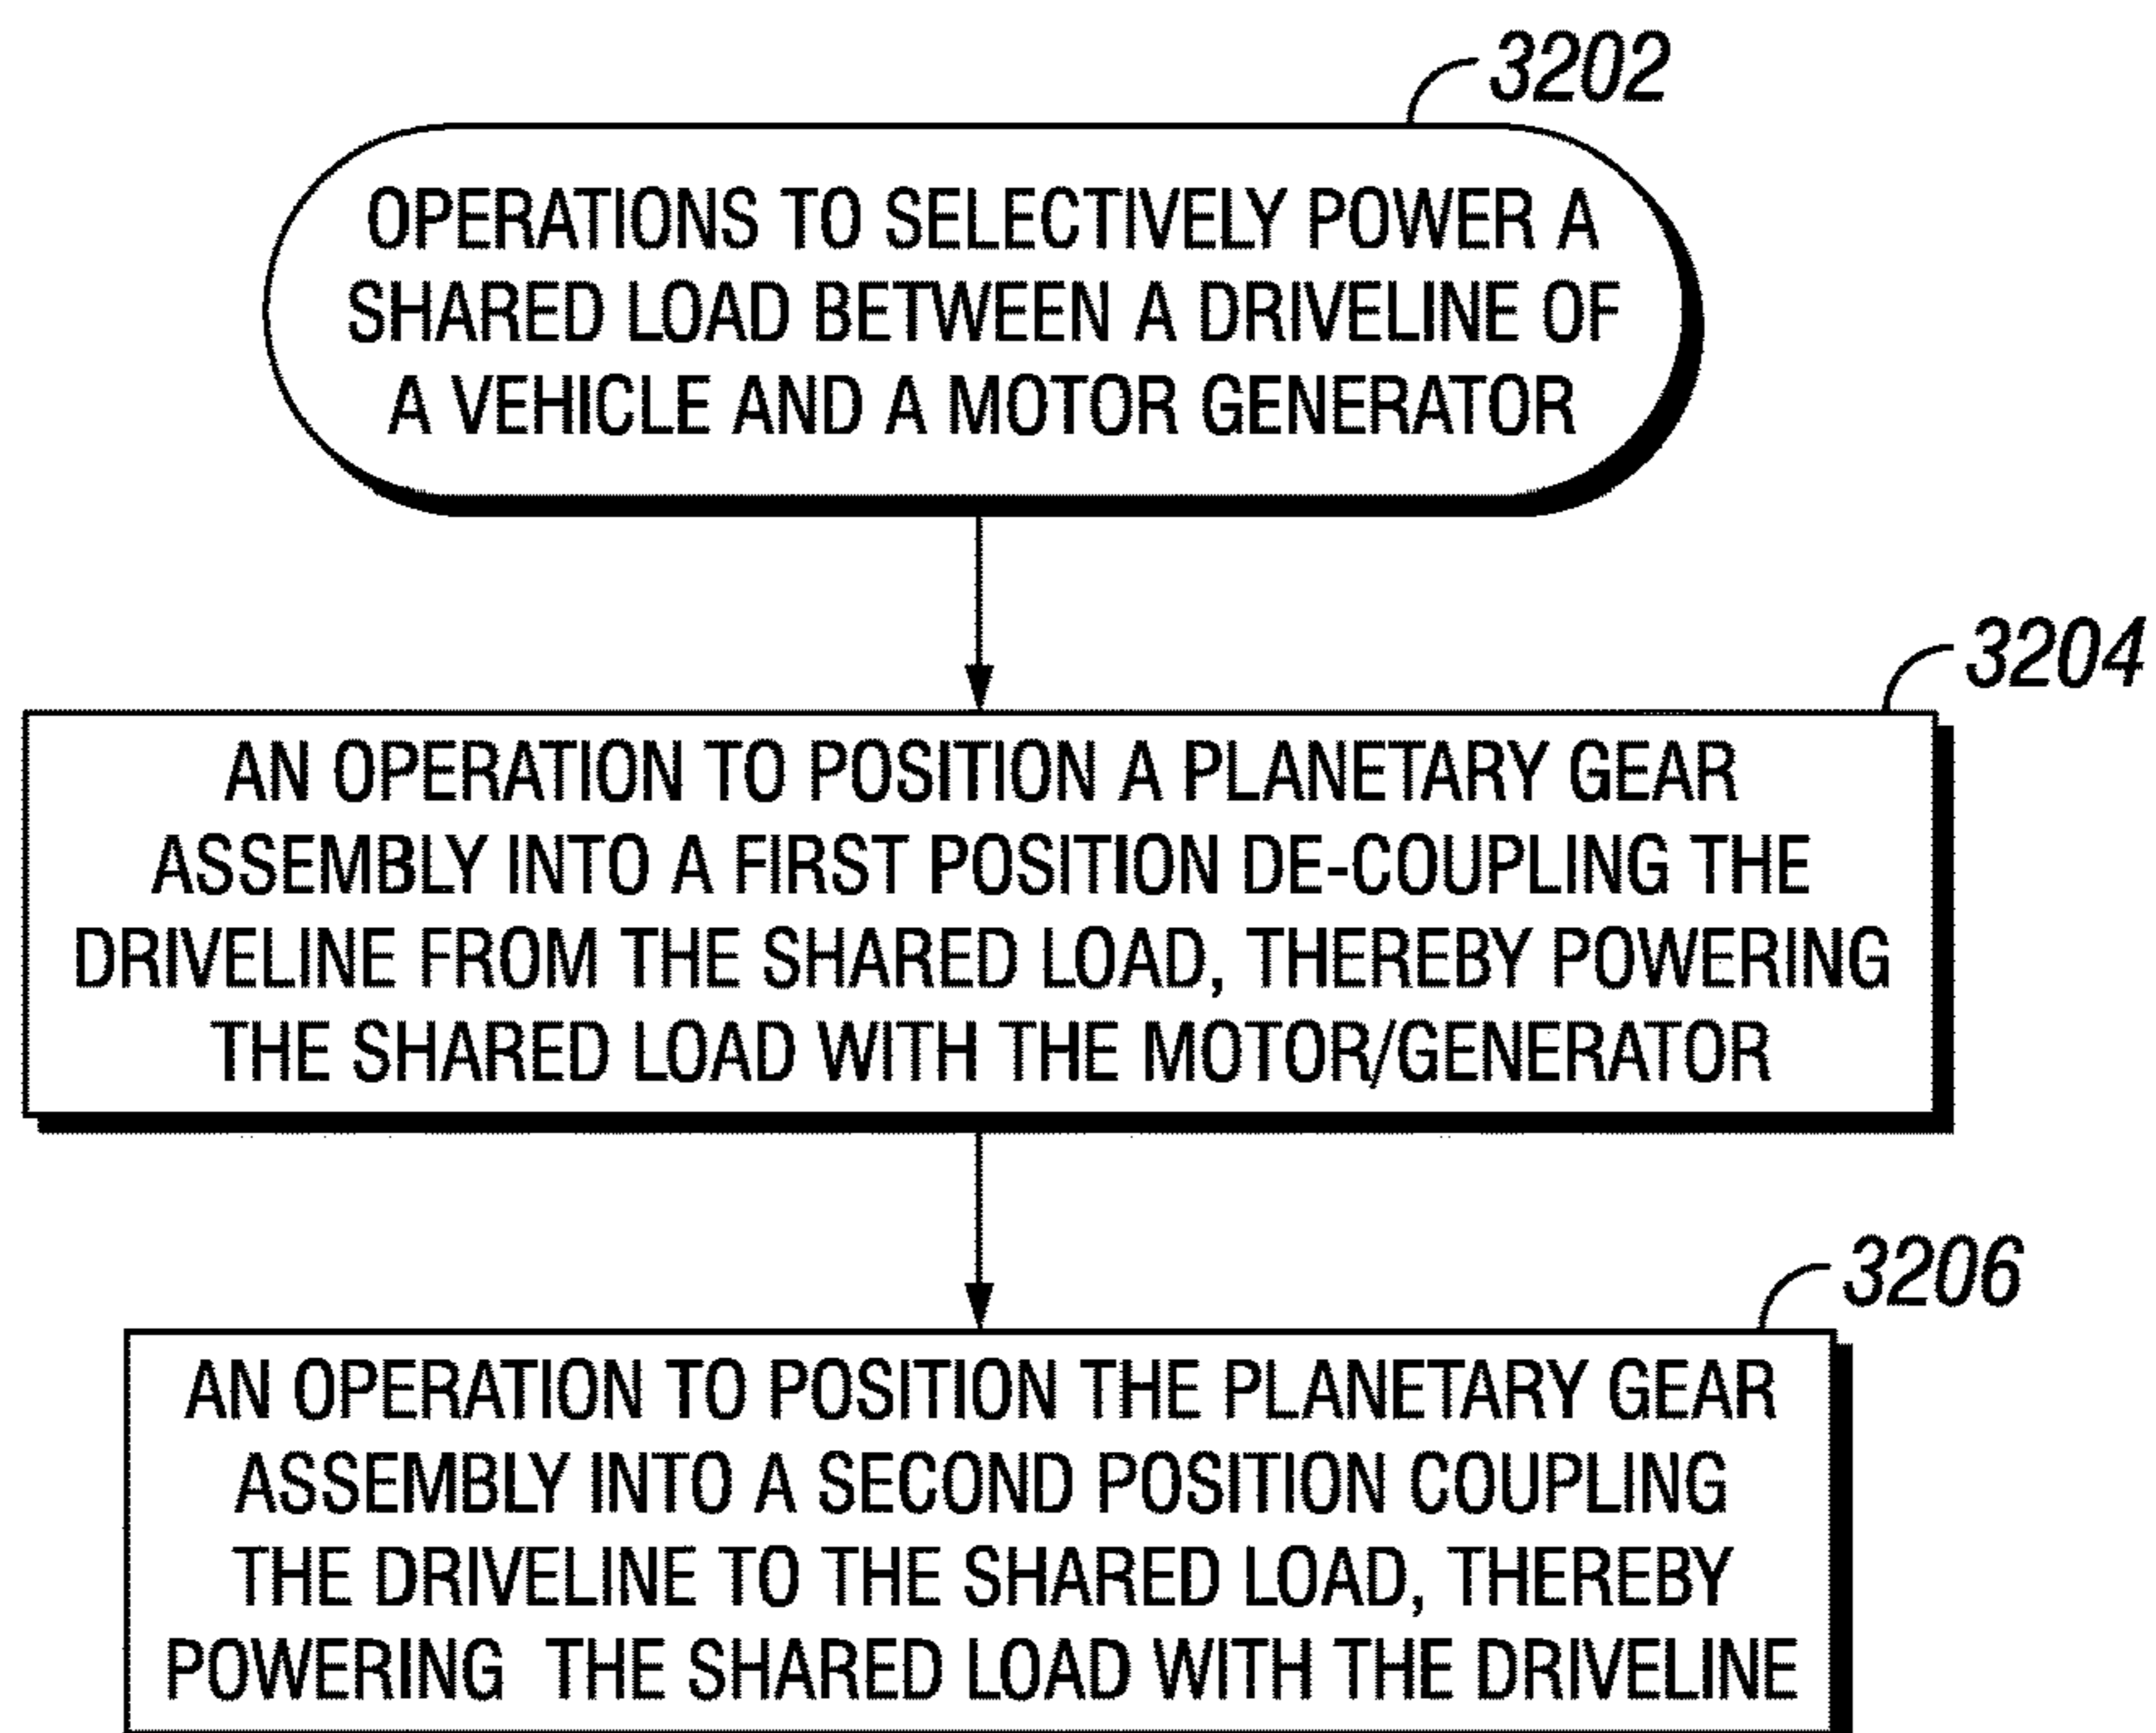 3202
OPERATIONS TO SELECTIVELY POWER A
SHARED LOAD BETWEEN A DRIVELINE OF
A VEHICLE AND A MOTOR GENERATOR
3204
AN OPERATION TO POSITION A PLANETARY GEAR
ASSEMBLY INTO A FIRST POSITION DE-COUPLING THE
DRIVELINE FROM THE SHARED LOAD, THEREBY POWERING
THE SHARED LOAD WITH THE MOTOR/GENERATOR
3206
AN OPERATION TO POSITION THE PLANETARY GEAR
ASSEMBLY INTO A SECOND POSITION COUPLING
THE DRIVELINE TO THE SHARED LOAD, THEREBY
POWERING THE SHARED LOAD WITH THE DRIVELINE